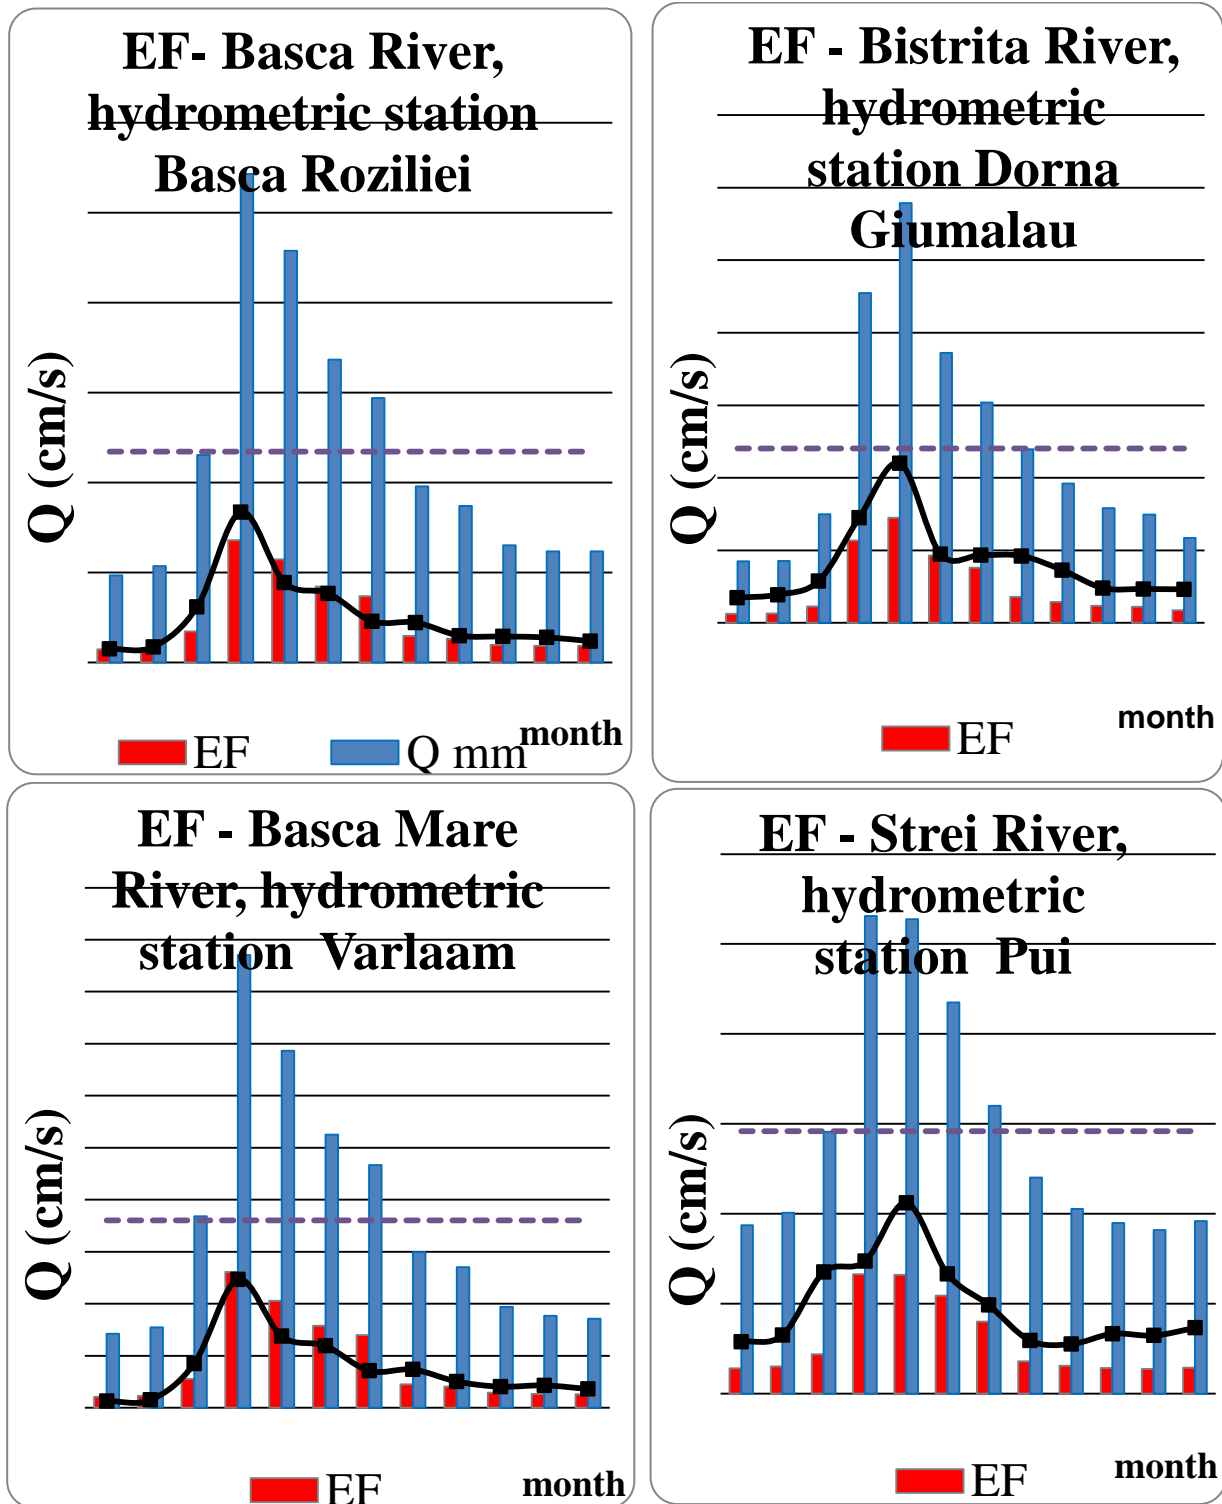 EF- Basca River,
hydrometric station
Basca Roziliei
Q (cm/s)
month
EF
Q mm
EF - Bistrita River,
hydrometric
station Dorna
Giumalau
Q (cm/s)
month
EF
EF - Basca Mare
River, hydrometric
station Varlaam
Q (cm/s)
month
EF
EF - Strei River,
hydrometric
station Pui
Q (cm/s)
month
EF